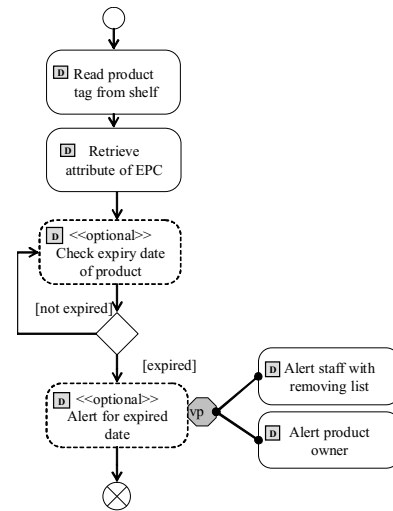 D Read product
tag from shelf
D Retrieve
attribute of EPC
D <<optional>>
Check expiry date
of product
[not expired]
[expired]
D <<optional>>
Alert for expired
date
vp
D Alert staff with
removing list
D Alert product
owner